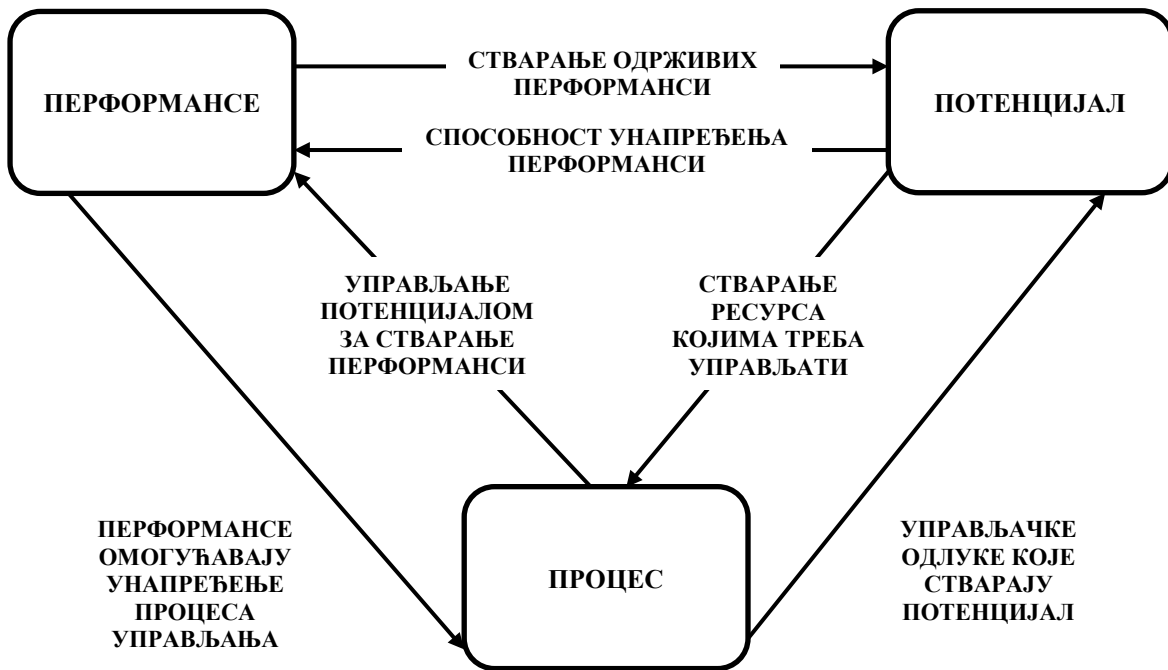 СТВАРАЊЕ ОДРЖИВИХ
ПЕРФОРМАНСИ
ПЕРФОРМАНСЕ
ПОТЕНЦИЈАЛ
СПОСОБНОСТ УНАПРЕЂЕЊА
ПЕРФОРМАНСИ
УПРАВЉАЊЕ
ПОТЕНЦИЈАЛОМ
ЗА СТВАРАЊЕ
ПЕРФОРМАНСИ
СТВАРАЊЕ
РЕСУРСА
КОЈИМА ТРЕБА
УПРАВЉАТИ
ПЕРФОРМАНСЕ
ОМОГУЋАВАЈУ
УНАПРЕЂЕЊЕ
ПРОЦЕСА
УПРАВЉАЊА
ПРОЦЕС
УПРАВЉАЧКЕ
ОДЛУКЕ КОЈЕ
СТВАРАЈУ
ПОТЕНЦИЈАЛ